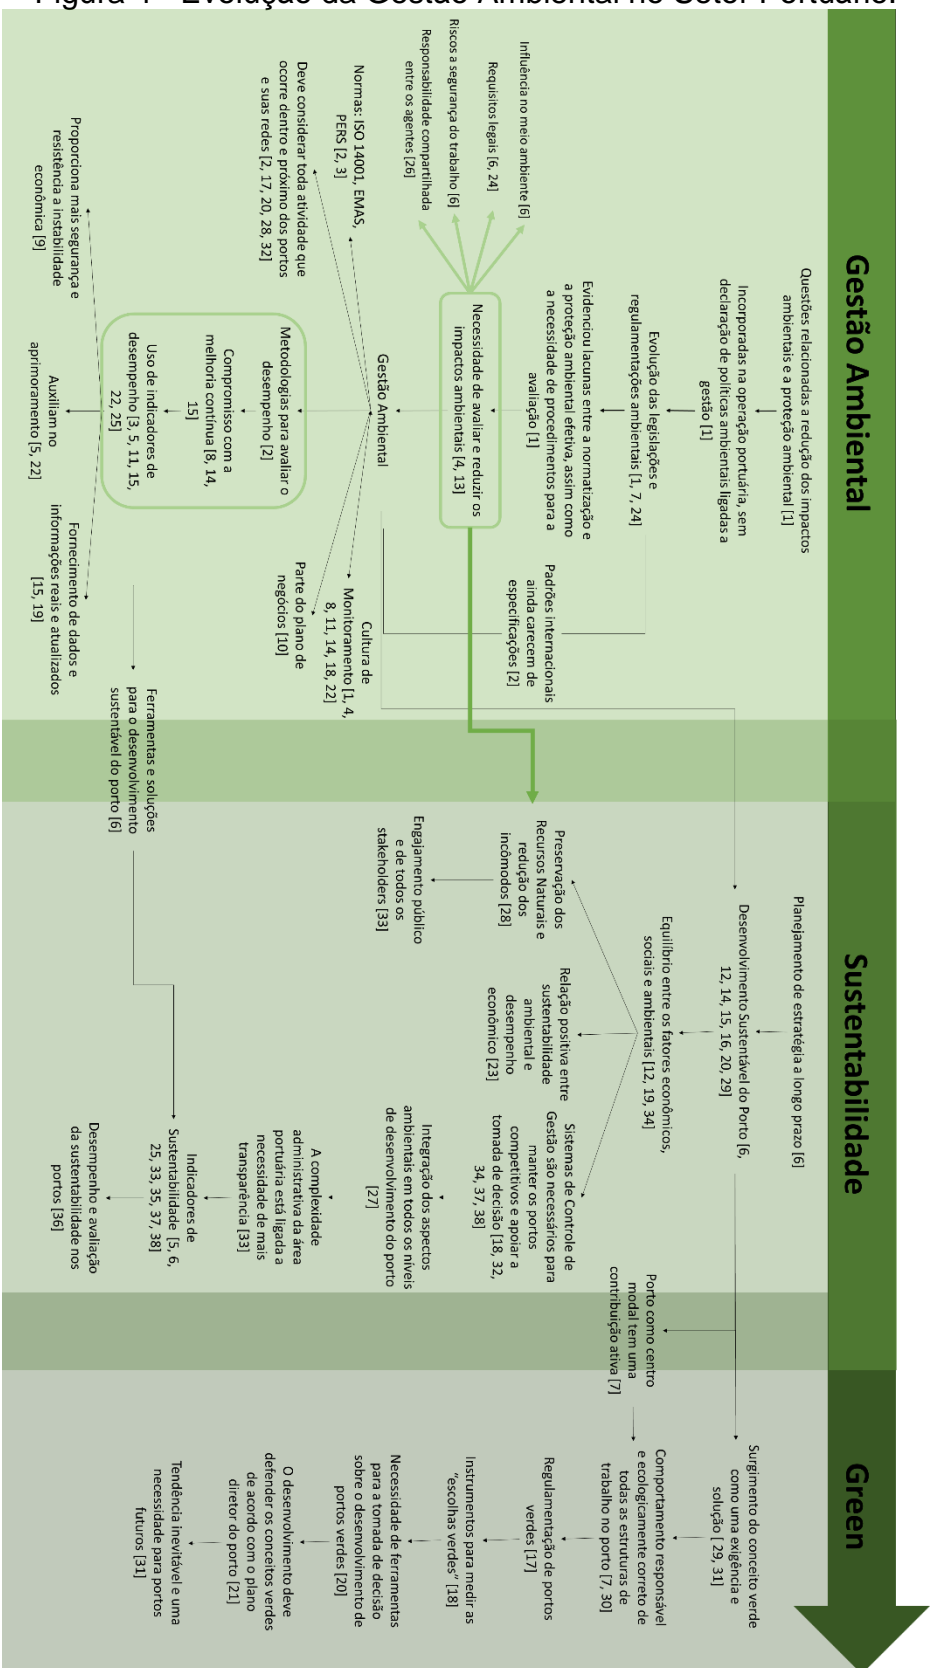 Figura 4 - Evolução da Gestão Ambiental no Setor Portuário.
Gestão Ambiental
Questões relacionadas a redução dos impactos
ambientais e a proteção ambiental [1]
Incorporadas na operação portuária, sem
declaração de políticas ambientais ligadas a
gestão [1]
Evolução das legislações e
regulamentações ambientais [1, 7, 24]
Evidenciou lacunas entre a normatização e
a proteção ambiental efetiva, assim como
a necessidade de procedimentos para a
avaliação [1]
Padrões internacionais
ainda carecem de
especificações [2]
Influência no meio ambiente [6]
Requisitos legais [6, 24]
Riscos a segurança do trabalho [6]
Responsabilidade compartilhada
entre os agentes [26]
Necessidade de avaliar e reduzir os
impactos ambientais [4, 13]
Gestão Ambiental
Normas: ISO 14001, EMAS,
PERS [2, 3]
Deve considerar toda atividade que
ocorre dentro e próximo dos portos
e suas redes [2, 17, 20, 28, 32]
Cultura de
Monitoramento [1, 4,
8, 11, 14, 18, 22]
Parte do plano de
negócios [10]
Metodologias para avaliar o
desempenho [2]
Compromisso com a
melhoria contínua [8, 14,
15]
Uso de indicadores de
desempenho [3, 5, 11, 15,
22, 25]
Proporciona mais segurança e
resistência a instabilidade
econômica [9]
Auxiliam no
aprimoramento [5, 22]
Fornecimento de dados e
informações reais e atualizados
[15, 19]
Ferramentas e soluções
para o desenvolvimento
sustentável do porto [6]
Sustentabilidade
Planejamento de estratégia a longo prazo [6]
Desenvolvimento Sustentável do Porto [6,
12, 14, 15, 16, 20, 29]
Equilíbrio entre os fatores econômicos,
sociais e ambientais [12, 19, 34]
Preservação dos
Recursos Naturais e
redução dos
incômodos [28]
Engajamento público
e de todos os
stakeholders [33]
Relação positiva entre
sustentabilidade
ambiental e
desempenho
econômico [23]
Sistemas de Controle de
Gestão são necessários para
manter os portos
competitivos e apoiar a
tomada de decisão [18, 32,
34, 37, 38]
Integração dos aspectos
ambientais em todos os níveis
de desenvolvimento do porto
[27]
A complexidade
administrativa da área
portuária está ligada a
necessidade de mais
transparência [33]
Indicadores de
Sustentabilidade [5, 6,
25, 33, 35, 37, 38]
Desempenho e avaliação
da sustentabilidade nos
portos [36]
Porto como centro
modal tem uma
contribuição ativa [7]
Green
Surgimento do conceito verde
como uma exigência e
solução [ 29, 31]
Comportamento responsável
e ecologicamente correto de
todas as estruturas de
trabalho no porto [7, 30]
Regulamentação de portos
verdes [17]
Instrumentos para medir as
"escolhas verdes" [18]
Necessidade de ferramentas
para a tomada de decisão
sobre o desenvolvimento de
portos verdes [20]
O desenvolvimento deve
defender os conceitos verdes
de acordo com o plano
diretor do porto [21]
Tendência inevitável e uma
necessidade para portos
futuros [31]